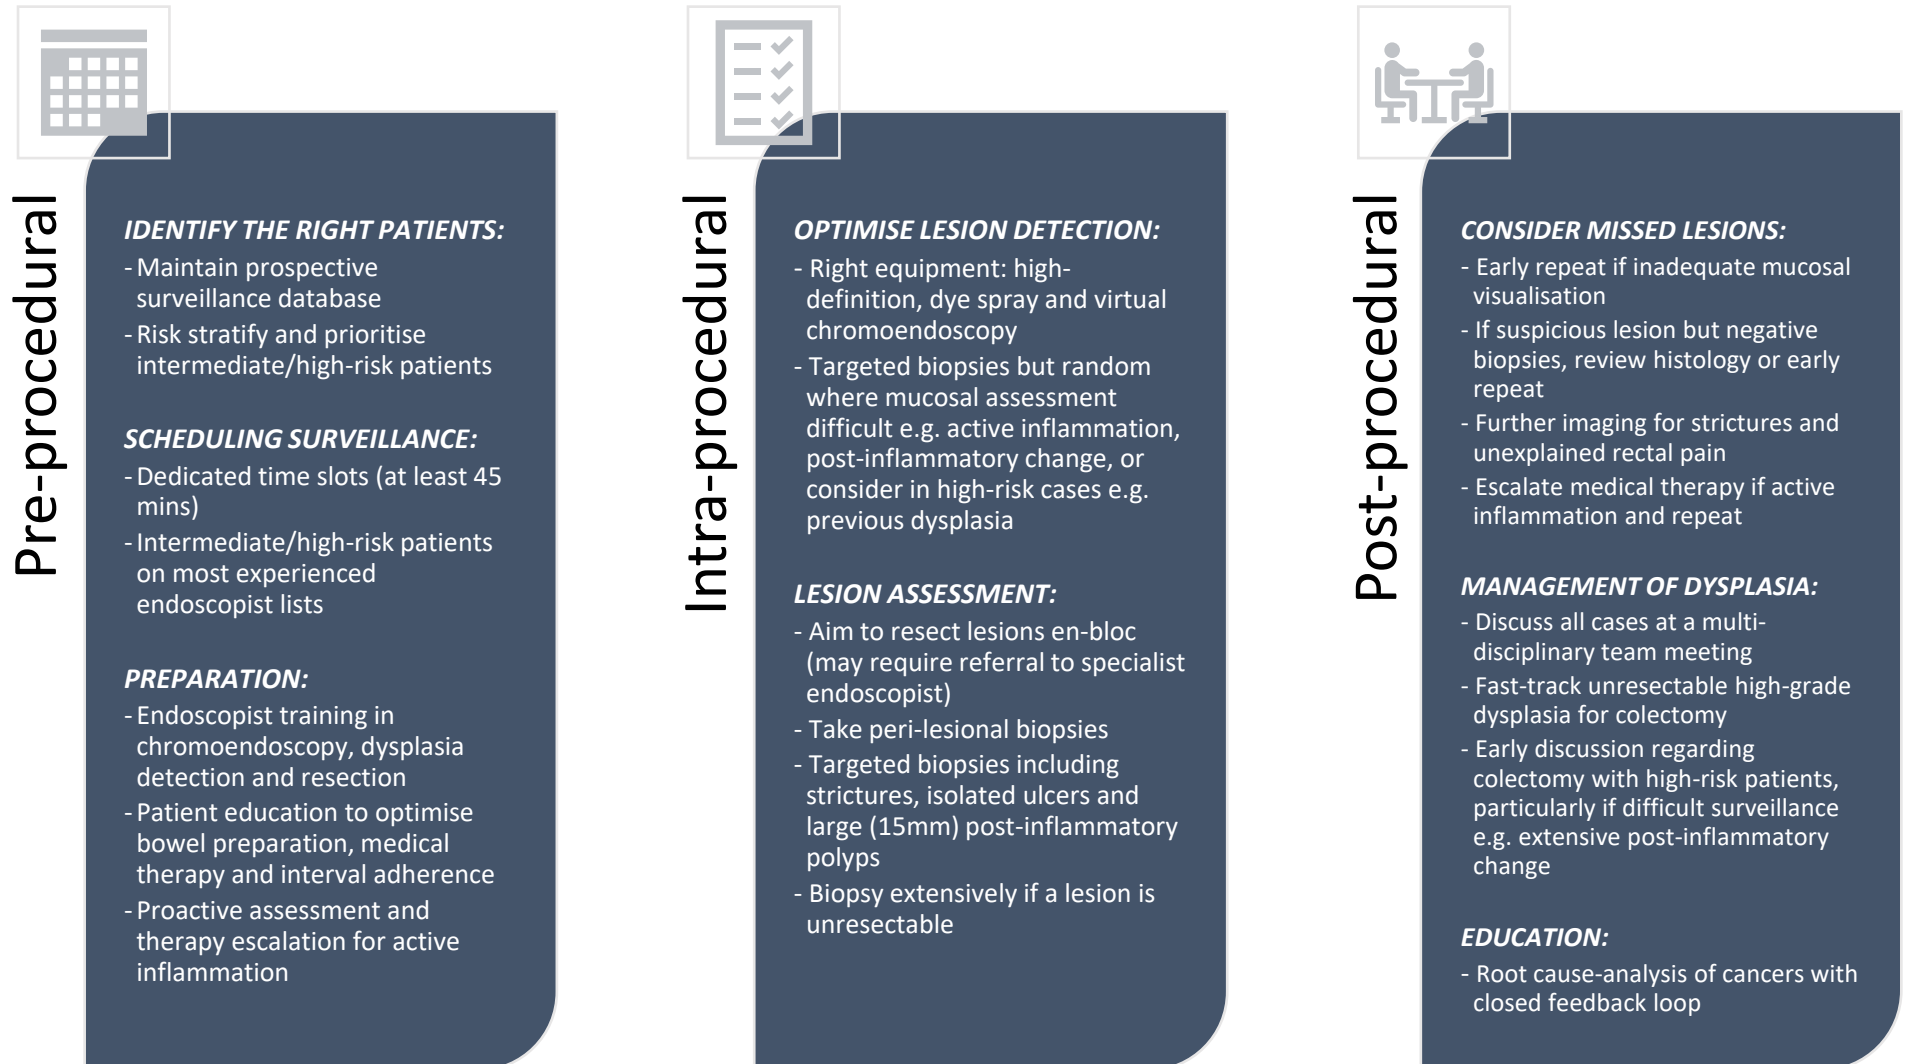 Pre-procedural
IDENTIFY THE RIGHT PATIENTS:
- Maintain prospective
surveillance database
- Risk stratify and prioritise
intermediate/high-risk patients
SCHEDULING SURVEILLANCE:
- Dedicated time slots (at least 45
mins)
- Intermediate/high-risk patients
on most experienced
endoscopist lists
PREPARATION:
- Endoscopist training in
chromoendoscopy, dysplasia
detection and resection
- Patient education to optimise
bowel preparation, medical
therapy and interval adherence
- Proactive assessment and
therapy escalation for active
inflammation
Intra-procedural
OPTIMISE LESION DETECTION:
- Right equipment: high-
definition, dye spray and virtual
chromoendoscopy
- Targeted biopsies but random
where mucosal assessment
difficult e.g. active inflammation,
post-inflammatory change, or
consider in high-risk cases e.g.
previous dysplasia
LESION ASSESSMENT:
- Aim to resect lesions en-bloc
(may require referral to specialist
endoscopist)
- Take peri-lesional biopsies
- Targeted biopsies including
strictures, isolated ulcers and
large (15mm) post-inflammatory
polyps
- Biopsy extensively if a lesion is
unresectable
Post-procedural
CONSIDER MISSED LESIONS:
- Early repeat if inadequate mucosal
visualisation
- If suspicious lesion but negative
biopsies, review histology or early
repeat
- Further imaging for strictures and
unexplained rectal pain
- Escalate medical therapy if active
inflammation and repeat
MANAGEMENT OF DYSPLASIA:
- Discuss all cases at a multi-
disciplinary team meeting
- Fast-track unresectable high-grade
dysplasia for colectomy
- Early discussion regarding
colectomy with high-risk patients,
particularly if difficult surveillance
e.g. extensive post-inflammatory
change
EDUCATION:
- Root cause-analysis of cancers with
closed feedback loop